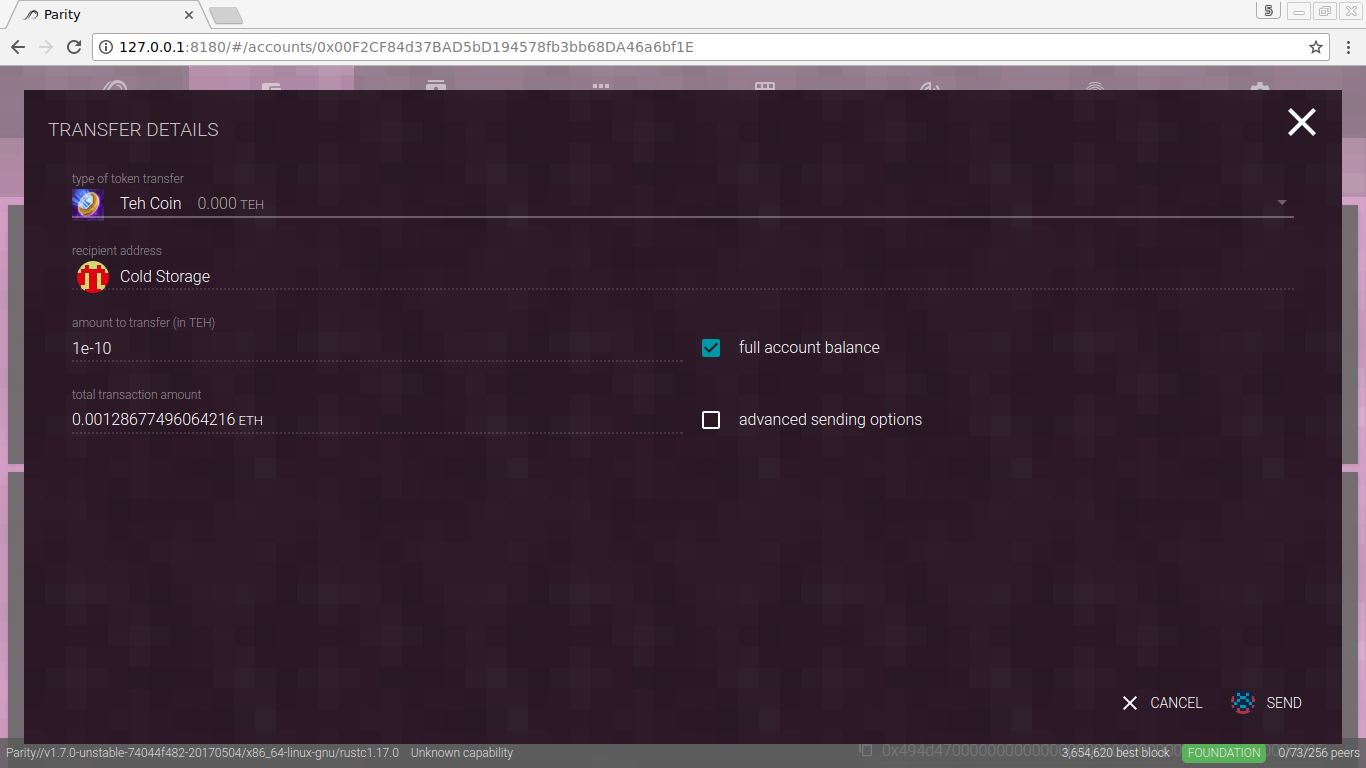 Parity
5
127.0.0.1:8180/#/accounts/0x00F2CF84d37BAD5bD194578fb3bb68DA46a6bf1E
TRANSFER DETAILS
type of token transfer
Teh Coin 0.000 TEH
recipient address
Cold Storage
amount to transfer (in TEH)
1e-10
full account balance
total transaction amount
0.00128677496064216 ETH
advanced sending options
CANCEL
SEND
Parity//v1.7.0-unstable-74044f482-20170504/x86_64-linux-gnu/rustc1.17.0 Unknown capability
3,654,620 best block FOUNDATION 0/73/256 peers